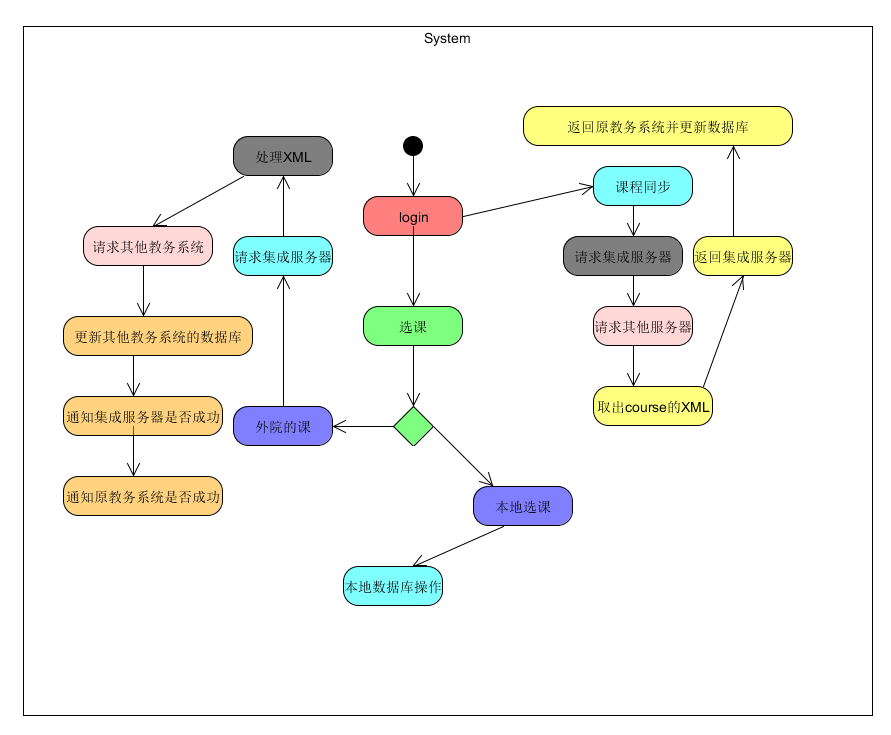 System
返回原教务系统并更新数据库
处理XML
课程同步
login
请求其他教务系统
请求集成服务器
请求集成服务器
返回集成服务器
更新其他教务系统的数据库
选课
请求其他服务器
通知集成服务器是否成功
外院的课
取出course的XML
通知原教务系统是否成功
本地选课
本地数据库操作